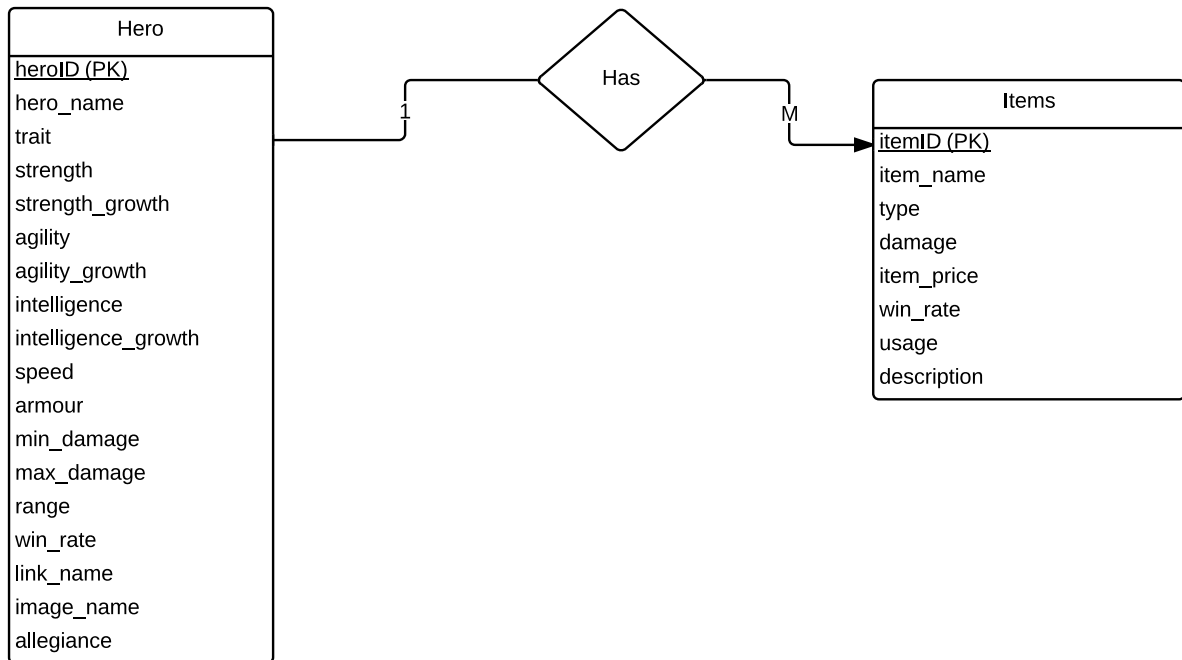 Hero
heroID (PK)
hero_name
trait
strength
strength_growth
agility
agility_growth
intelligence
intelligence_growth
speed
armour
min_damage
max_damage
range
win_rate
link_name
image_name
allegiance
1
Has
M
Items
itemID (PK)
item_name
type
damage
item_price
win_rate
usage
description